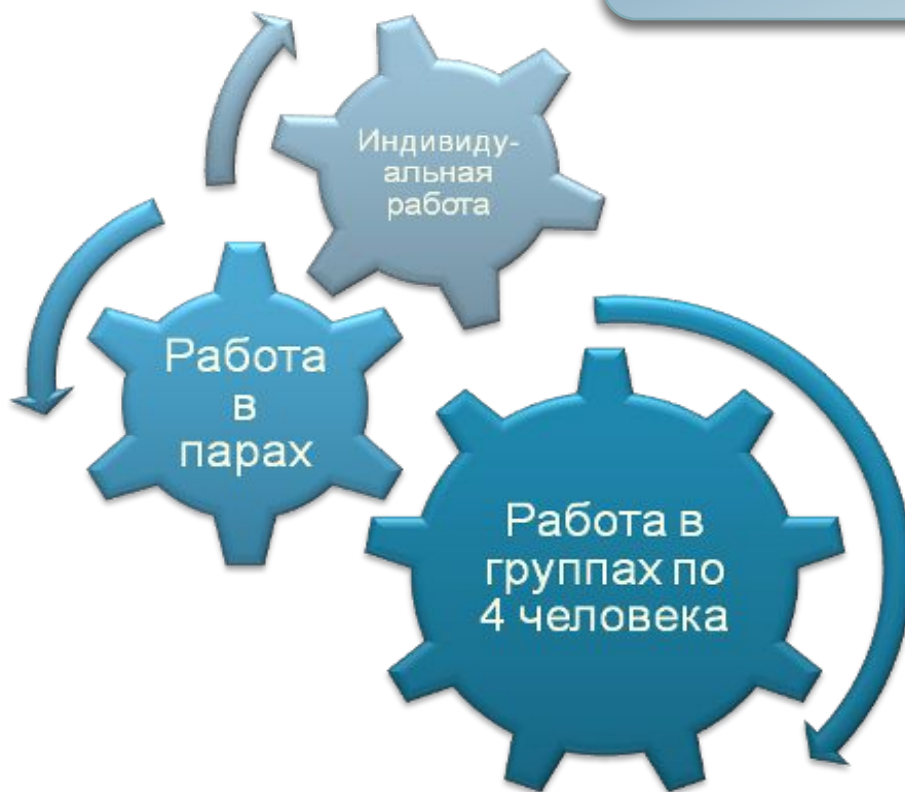 Индивиду-
альная
работа
Работа
в
парах
Работа в
группах по
4 человека